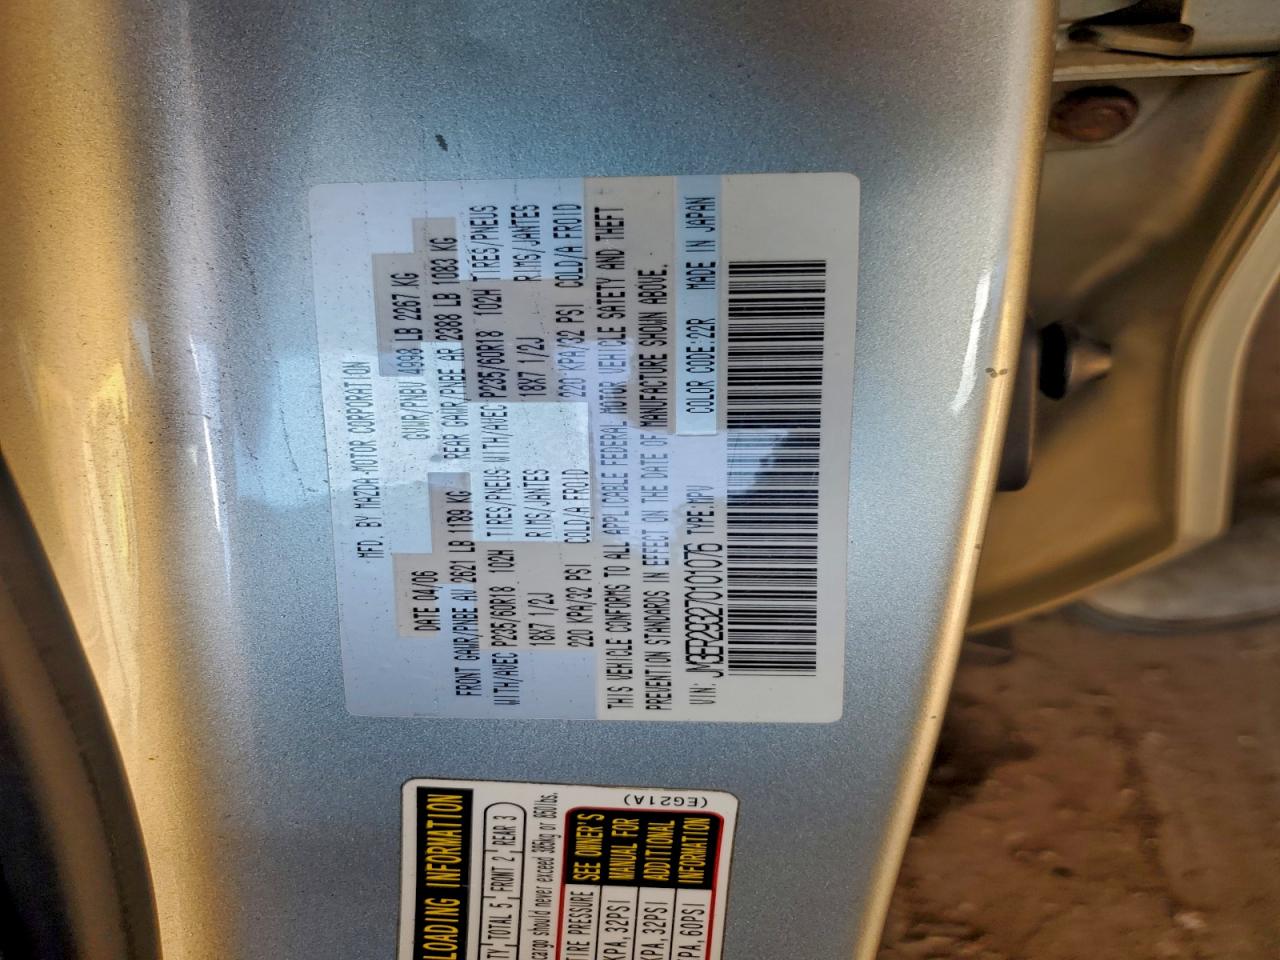 MFD. BY MAZDA MOTOR CORPORATION
DATE 04/06 GVWR/PNBV 4998 LB 2267 KG
FRONT GAWR/PNBE AV 2621 LB 1189 KG REAR GAWR/PNBE AR 2388 LB 1083 KG
WITH/AVEC P235/60R18 102H TIRES/PNEUS WITH/AVEC P235/60R18 102H TIRES/PNEUS
18X7 1/2J RIMS/JANTES 18X7 1/2J RIMS/JANTES
220 KPA/32 PSI COLD/A FROID 220 KPA/32 PSI COLD/A FROID
THIS VEHICLE CONFORMS TO ALL APPLICABLE FEDERAL MOTOR VEHICLE SAFETY AND THEFT
PREVENTION STANDARDS IN EFFECT ON THE DATE OF MANUFACTURE SHOWN ABOVE.
VIN: JM3ER293270101076 TYPE:MPV COLOR CODE:22R MADE IN JAPAN
LOADING INFORMATION
TY, TOTAL 5, FRONT 2, REAR 3
cargo should never exceed 385kg or 850lbs.
TIRE PRESSURE
KPA, 32PSI
KPA, 32PSI
KPA, 60PSI
SEE OWNER'S
MANUAL FOR
ADDITIONAL
INFORMATION
(EG21A)